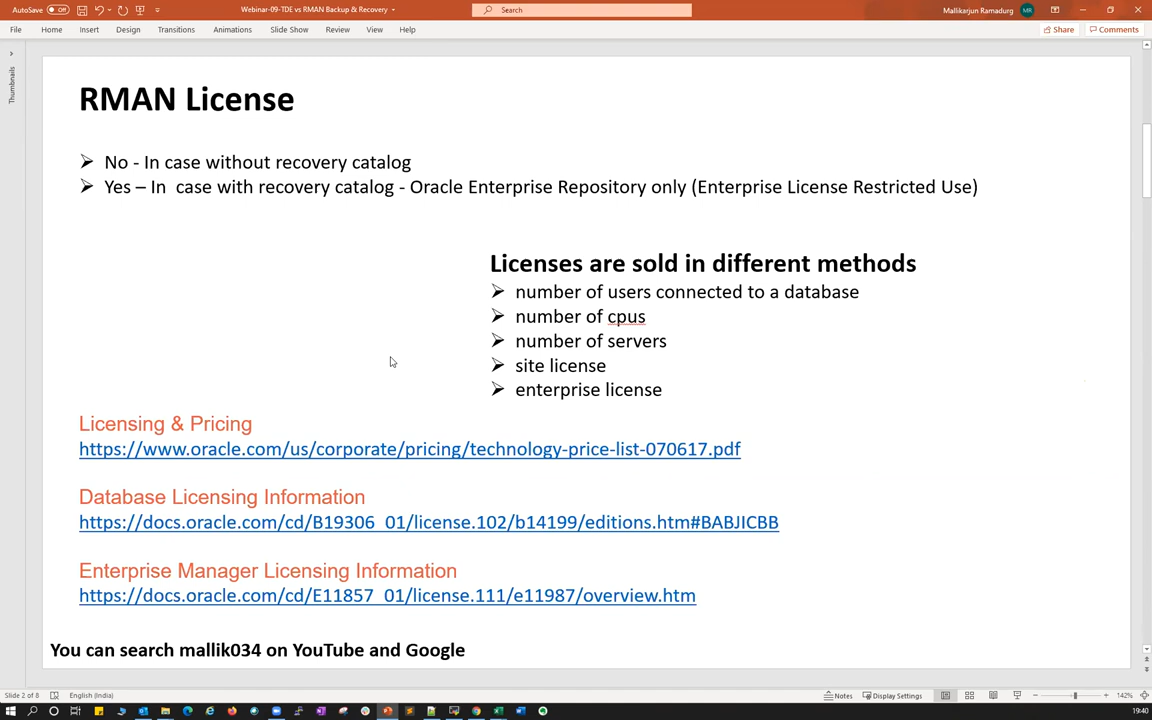 AutoSave Off
Webinar-09-TDE vs RMAN Backup & Recovery
Search
Mallikarjun Ramadurg MR
File Home Insert Design Transitions Animations Slide Show Review View Help
Share Comments
Thumbnails
RMAN License
No - In case without recovery catalog
Yes – In case with recovery catalog - Oracle Enterprise Repository only (Enterprise License Restricted Use)
Licenses are sold in different methods
number of users connected to a database
number of cpus
number of servers
site license
enterprise license
Licensing & Pricing
https://www.oracle.com/us/corporate/pricing/technology-price-list-070617.pdf
Database Licensing Information
https://docs.oracle.com/cd/B19306_01/license.102/b14199/editions.htm#BABJICBB
Enterprise Manager Licensing Information
https://docs.oracle.com/cd/E11857_01/license.111/e11987/overview.htm
You can search mallik034 on YouTube and Google
Slide 2 of 8 English (India) Notes Display Settings 142%
19:40